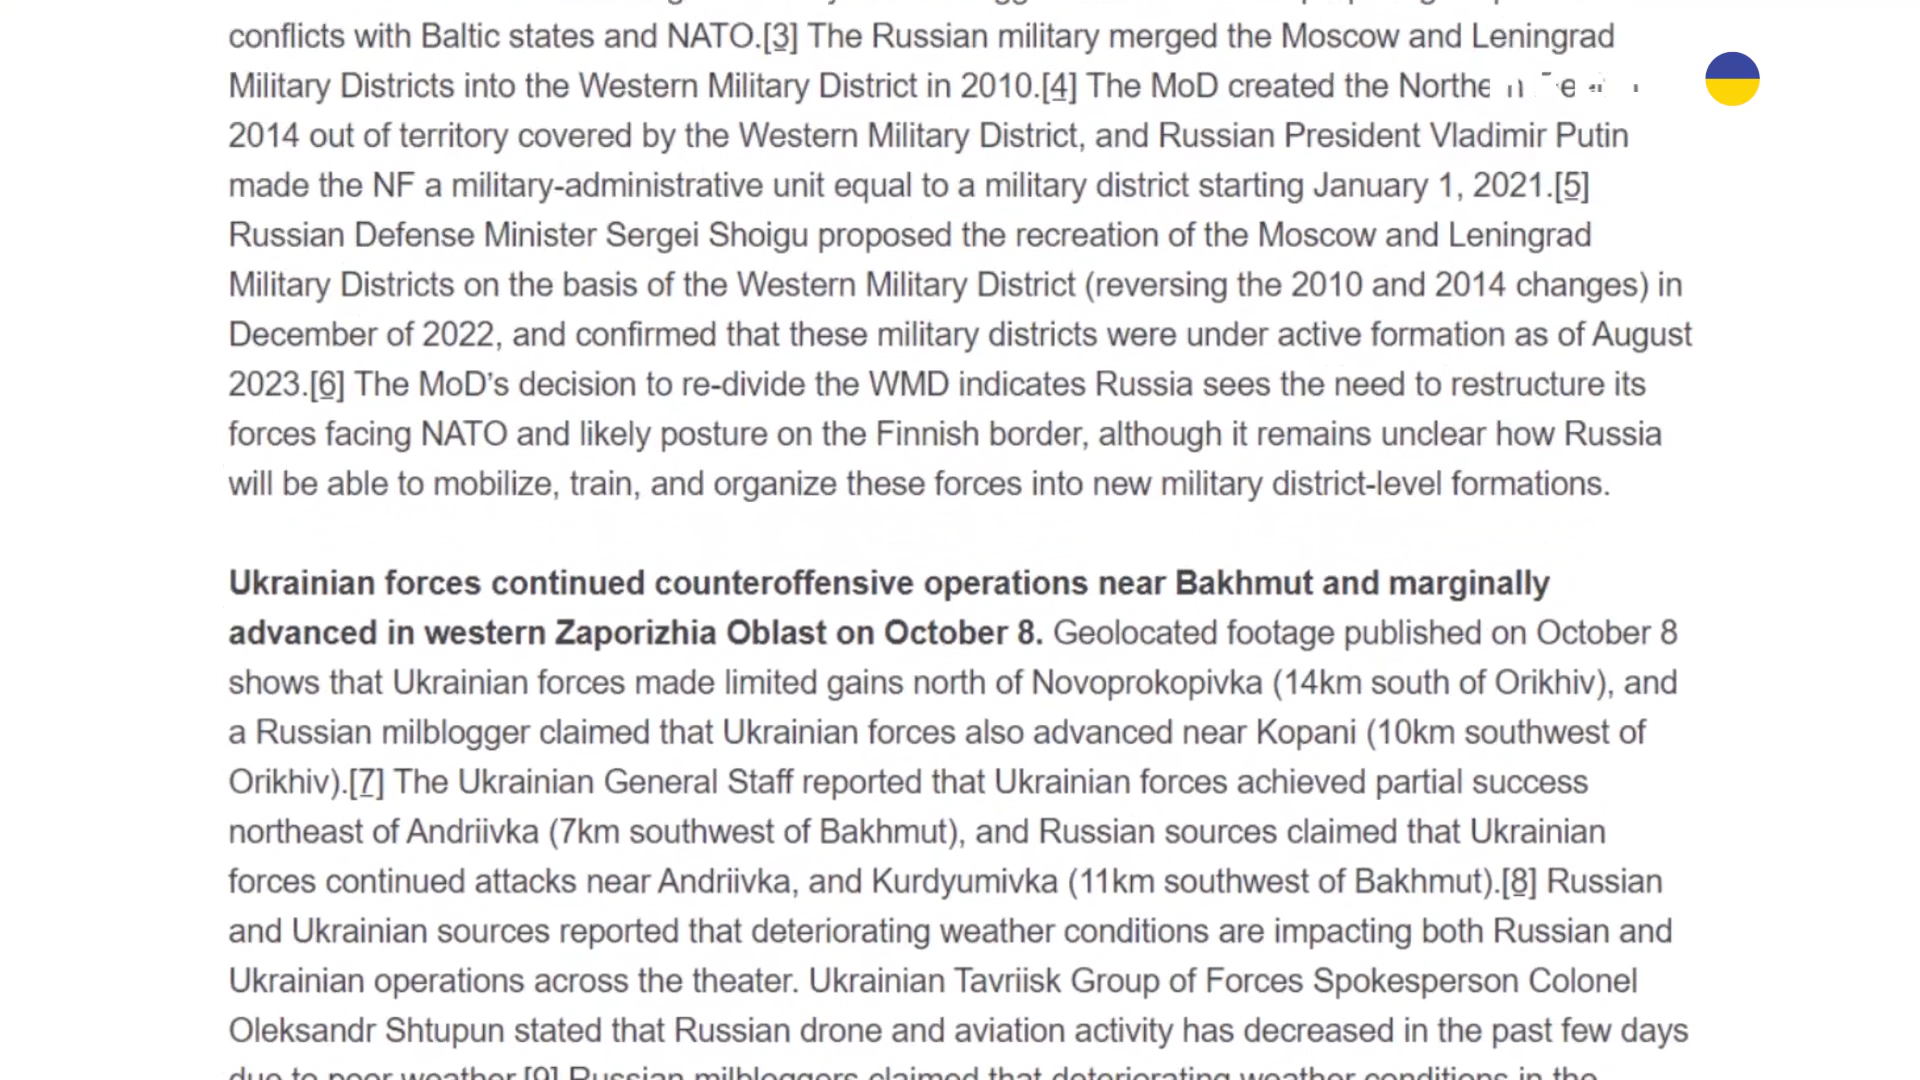 conflicts with Baltic states and NATO.[3] The Russian military merged the Moscow and Leningrad
Military Districts into the Western Military District in 2010.[4] The MoD created the
2014 out of territory covered by the Western Military District, and Russian President Vladimir Putin
made the NF a military-administrative unit equal to a military district starting January 1, 2021.[5]
Russian Defense Minister Sergei Shoigu proposed the recreation of the Moscow and Leningrad
Military Districts on the basis of the Western Military District (reversing the 2010 and 2014 changes) in
December of 2022, and confirmed that these military districts were under active formation as of August
2023.[6] The MoD’s decision to re-divide the WMD indicates Russia sees the need to restructure its
forces facing NATO and likely posture on the Finnish border, although it remains unclear how Russia
will be able to mobilize, train, and organize these forces into new military district-level formations.
Ukrainian forces continued counteroffensive operations near Bakhmut and marginally
advanced in western Zaporizhia Oblast on October 8. Geolocated footage published on October 8
shows that Ukrainian forces made limited gains north of Novoprokopivka (14km south of Orikhiv), and
a Russian milblogger claimed that Ukrainian forces also advanced near Kopani (10km southwest of
Orikhiv).[7] The Ukrainian General Staff reported that Ukrainian forces achieved partial success
northeast of Andriivka (7km southwest of Bakhmut), and Russian sources claimed that Ukrainian
forces continued attacks near Andriivka, and Kurdyumivka (11km southwest of Bakhmut).[8] Russian
and Ukrainian sources reported that deteriorating weather conditions are impacting both Russian and
Ukrainian operations across the theater. Ukrainian Tavriisk Group of Forces Spokesperson Colonel
Oleksandr Shtupun stated that Russian drone and aviation activity has decreased in the past few days
due to poor weather.[9] Russian milbloggers claimed that deteriorating weather conditions in the